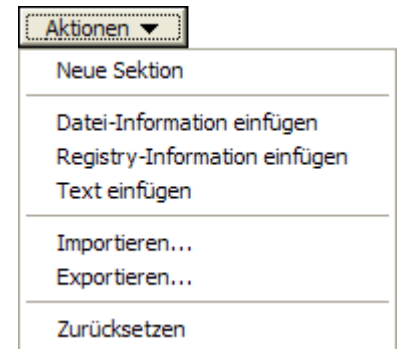 Aktionen
Neue Sektion
Datei-Information einfügen
Registry-Information einfügen
Text einfügen
Importieren...
Exportieren...
Zurücksetzen